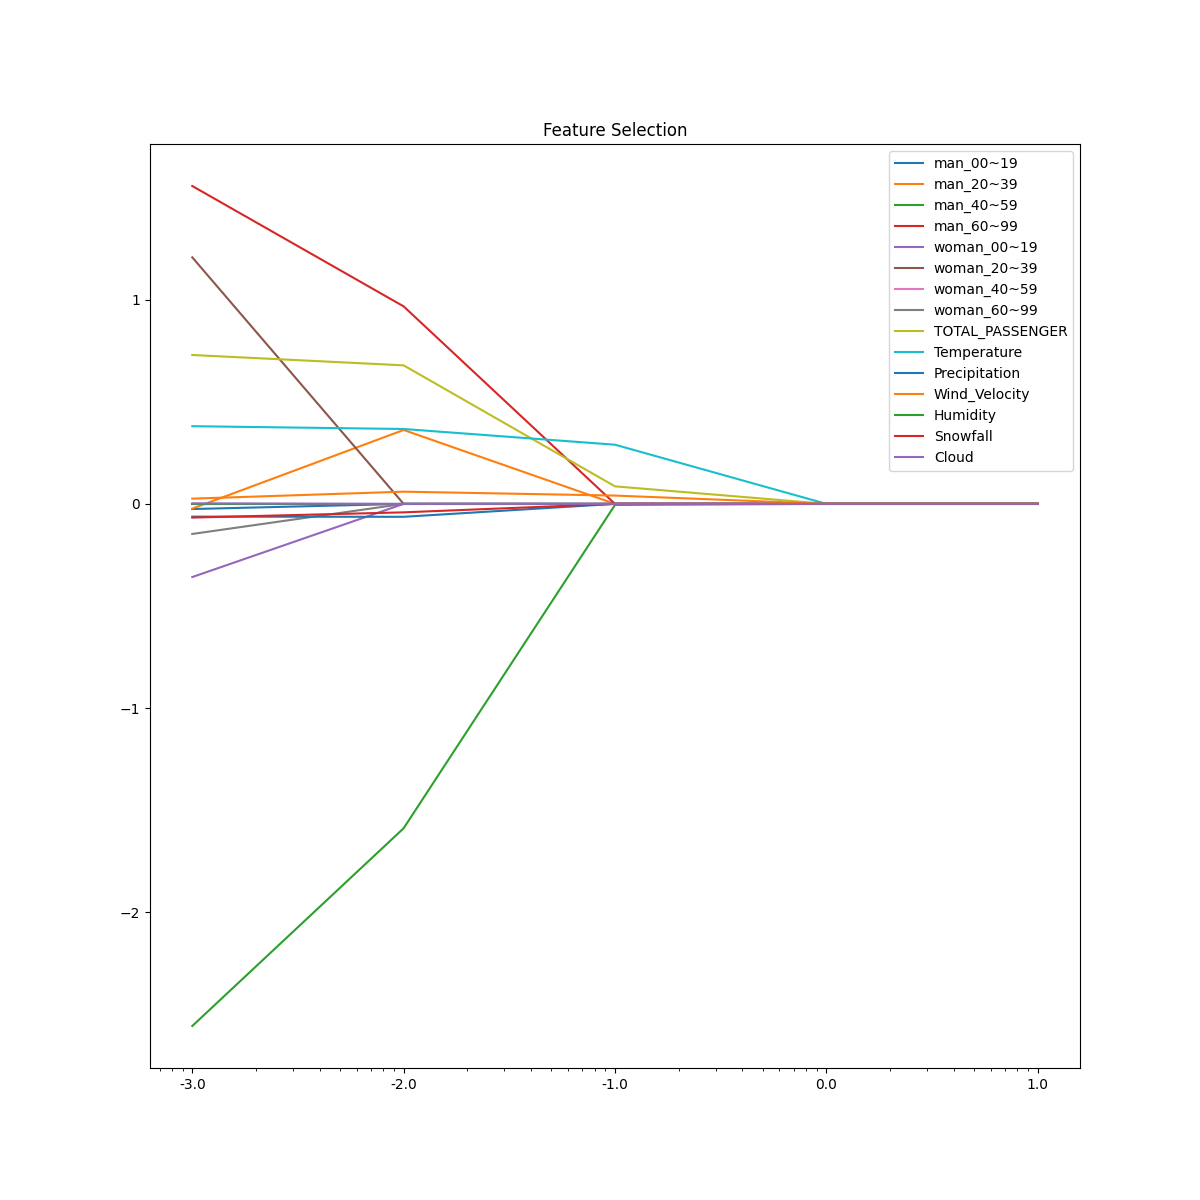 Feature Selection
man_00~19
man_20~39
man_40~59
man_60~99
woman_00~19
woman_20~39
woman_40~59
woman_60~99
TOTAL_PASSENGER
Temperature
Precipitation
Wind_Velocity
Humidity
Snowfall
Cloud
1
0
−1
−2
-3.0 -2.0 -1.0 0.0 1.0